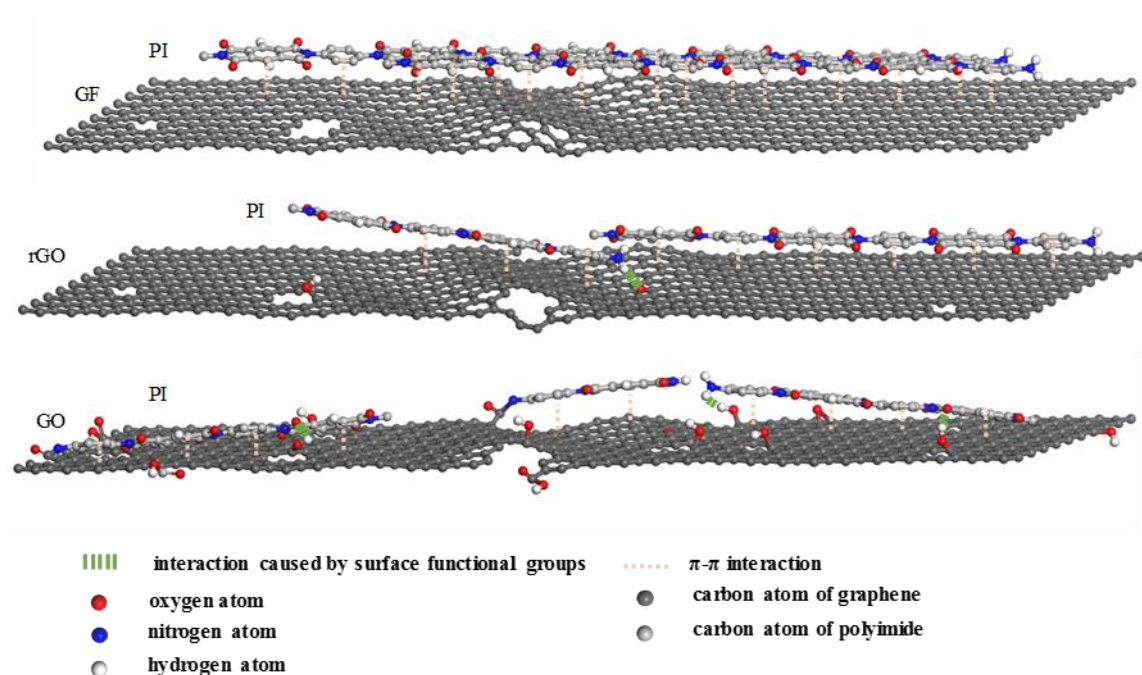 PI
GF
PI
rGO
PI
GO
interaction caused by surface functional groups
π-π interaction
oxygen atom
carbon atom of graphene
nitrogen atom
carbon atom of polyimide
hydrogen atom